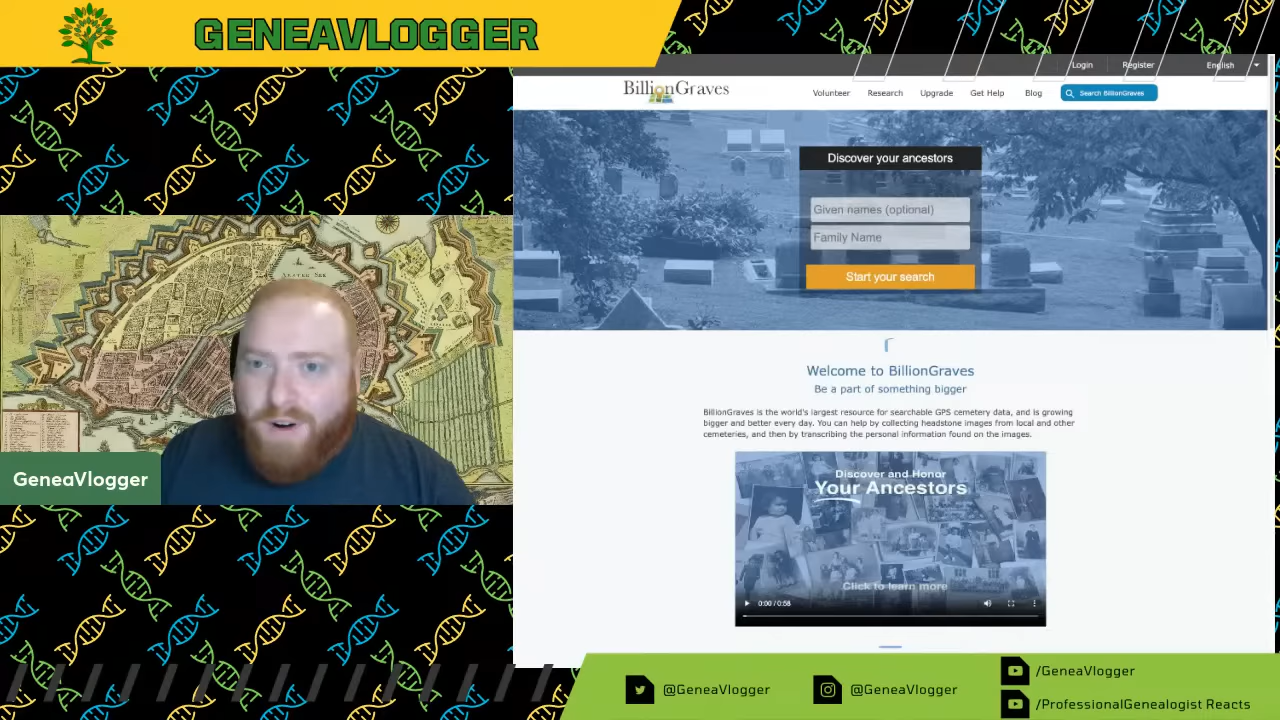 GENEAVLOGGER
Login
Register
English
BillionGraves
Volunteer
Research
Upgrade
Get Help
Blog
Search BillionGraves
Discover your ancestors
Given names (optional)
Family Name
Start your search
Welcome to BillionGraves
Be a part of something bigger
BillionGraves is the world's largest resource for searchable GPS cemetery data, and is growing
bigger and better every day. You can help by collecting headstone images from local and other
cemeteries, and then by transcribing the personal information found on the images.
Discover and Honor
Your Ancestors
Click to learn more
0:00 / 0:58
GeneaVlogger
@GeneaVlogger
@GeneaVlogger
/GeneaVlogger
/ProfessionalGenealogist Reacts